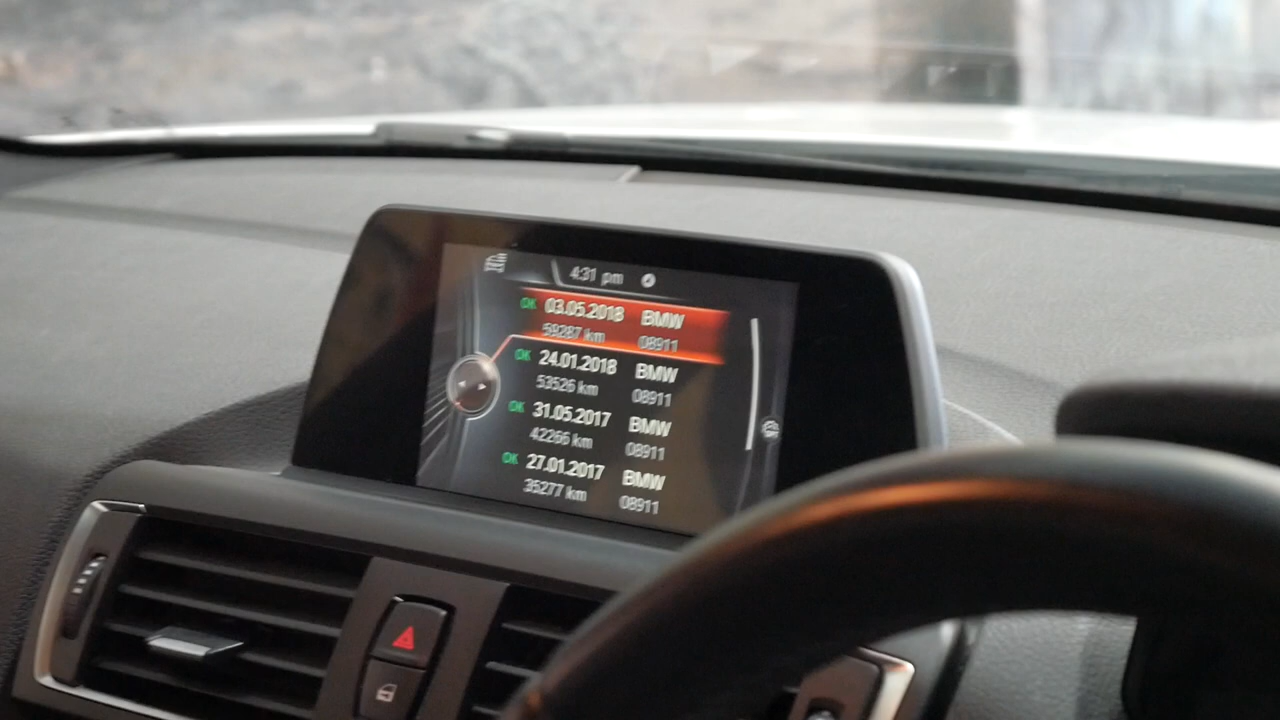 4:31 pm
OK 03.05.2018 BMW
59287 km 08911
OK 24.01.2018 BMW
53526 km 08911
OK 31.05.2017 BMW
42266 km 08911
OK 27.01.2017 BMW
35277 km 08911